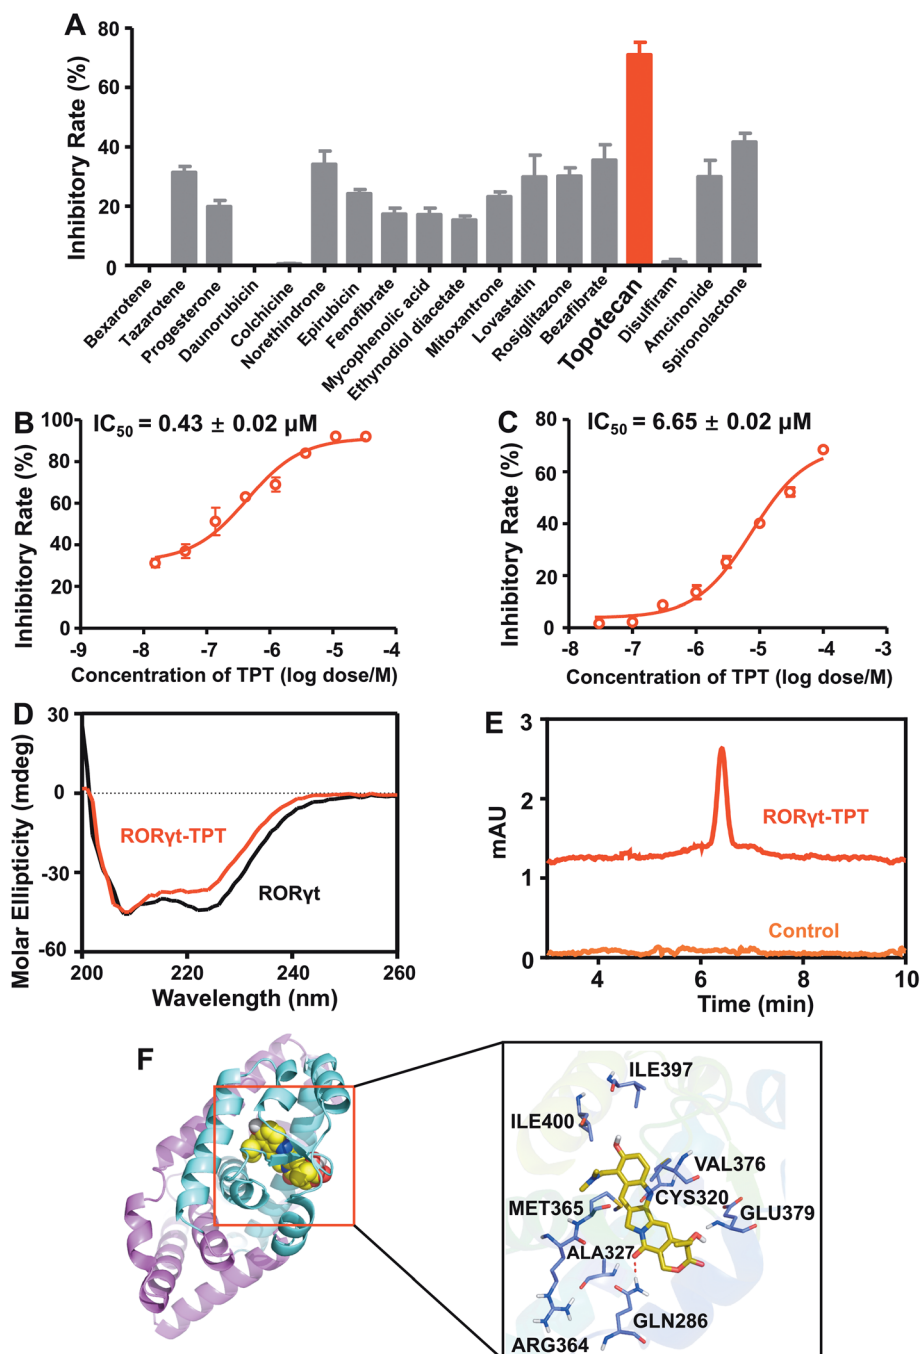 A
Inhibitory Rate (%)
80
60
40
20
0
Bexarotene
Tazarotene
Progesterone
Daunorubicin
Colchicine
Norethindrone
Epirubicin
Fenofibrate
Mycophenolic acid
Ethynodiol diacetate
Mitoxantrone
Lovastatin
Rosiglitazone
Bezafibrate
Topotecan
Disulfiram
Amcinonide
Spironolactone
B
IC50 = 0.43 ± 0.02 µM
Inhibitory Rate (%)
100
80
60
40
20
0
-9 -8 -7 -6 -5 -4
Concentration of TPT (log dose/M)
C
IC50 = 6.65 ± 0.02 µM
Inhibitory Rate (%)
80
60
40
20
0
-8 -7 -6 -5 -4 -3
Concentration of TPT (log dose/M)
D
Molar Ellipticity (mdeg)
30
0
-30
-60
RORγt-TPT
RORγt
200 220 240 260
Wavelength (nm)
E
mAU
3
2
1
0
RORγt-TPT
Control
4 6 8 10
Time (min)
F
ILE397
ILE400
VAL376
CYS320
MET365
GLU379
ALA327
GLN286
ARG364